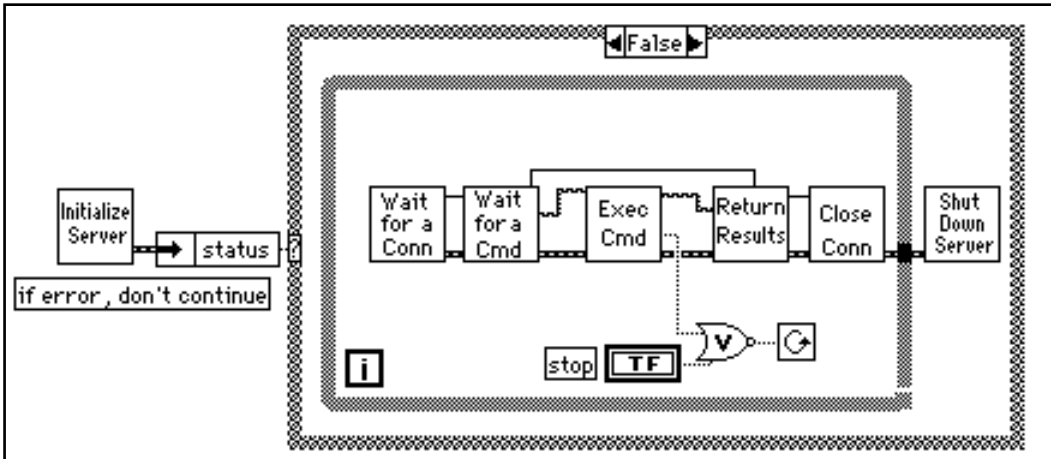 False
Initialize
Server
status
?
if error, don't continue
Wait
for a
Conn
Wait
for a
Cmd
Exec
Cmd
Return
Results
Close
Conn
Shut
Down
Server
V
stop
TF
i